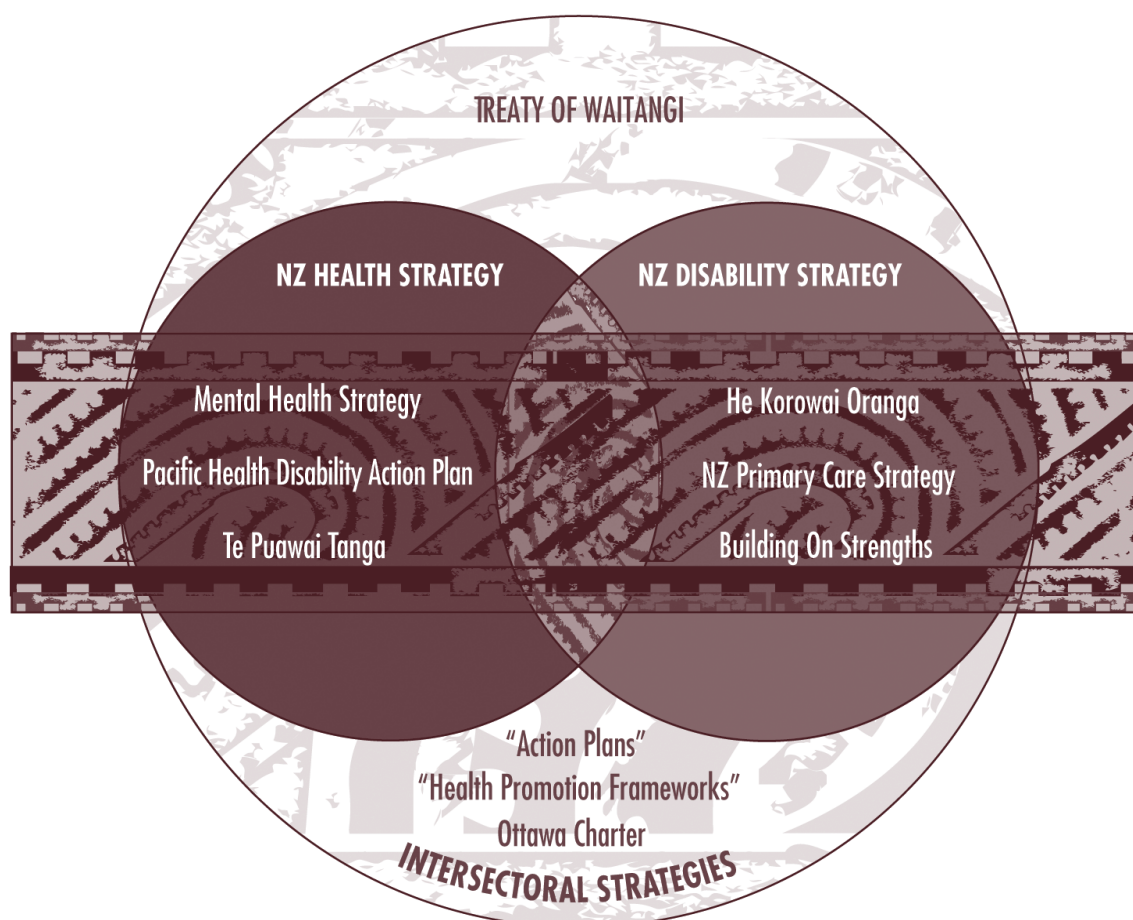 TREATY OF WAITANGI
NZ HEALTH STRATEGY
NZ DISABILITY STRATEGY
Mental Health Strategy
He Korowai Oranga
Pacific Health Disability Action Plan
NZ Primary Care Strategy
Te Puawai Tanga
Building On Strengths
“Action Plans”
“Health Promotion Frameworks”
Ottawa Charter
INTERSECTORAL STRATEGIES